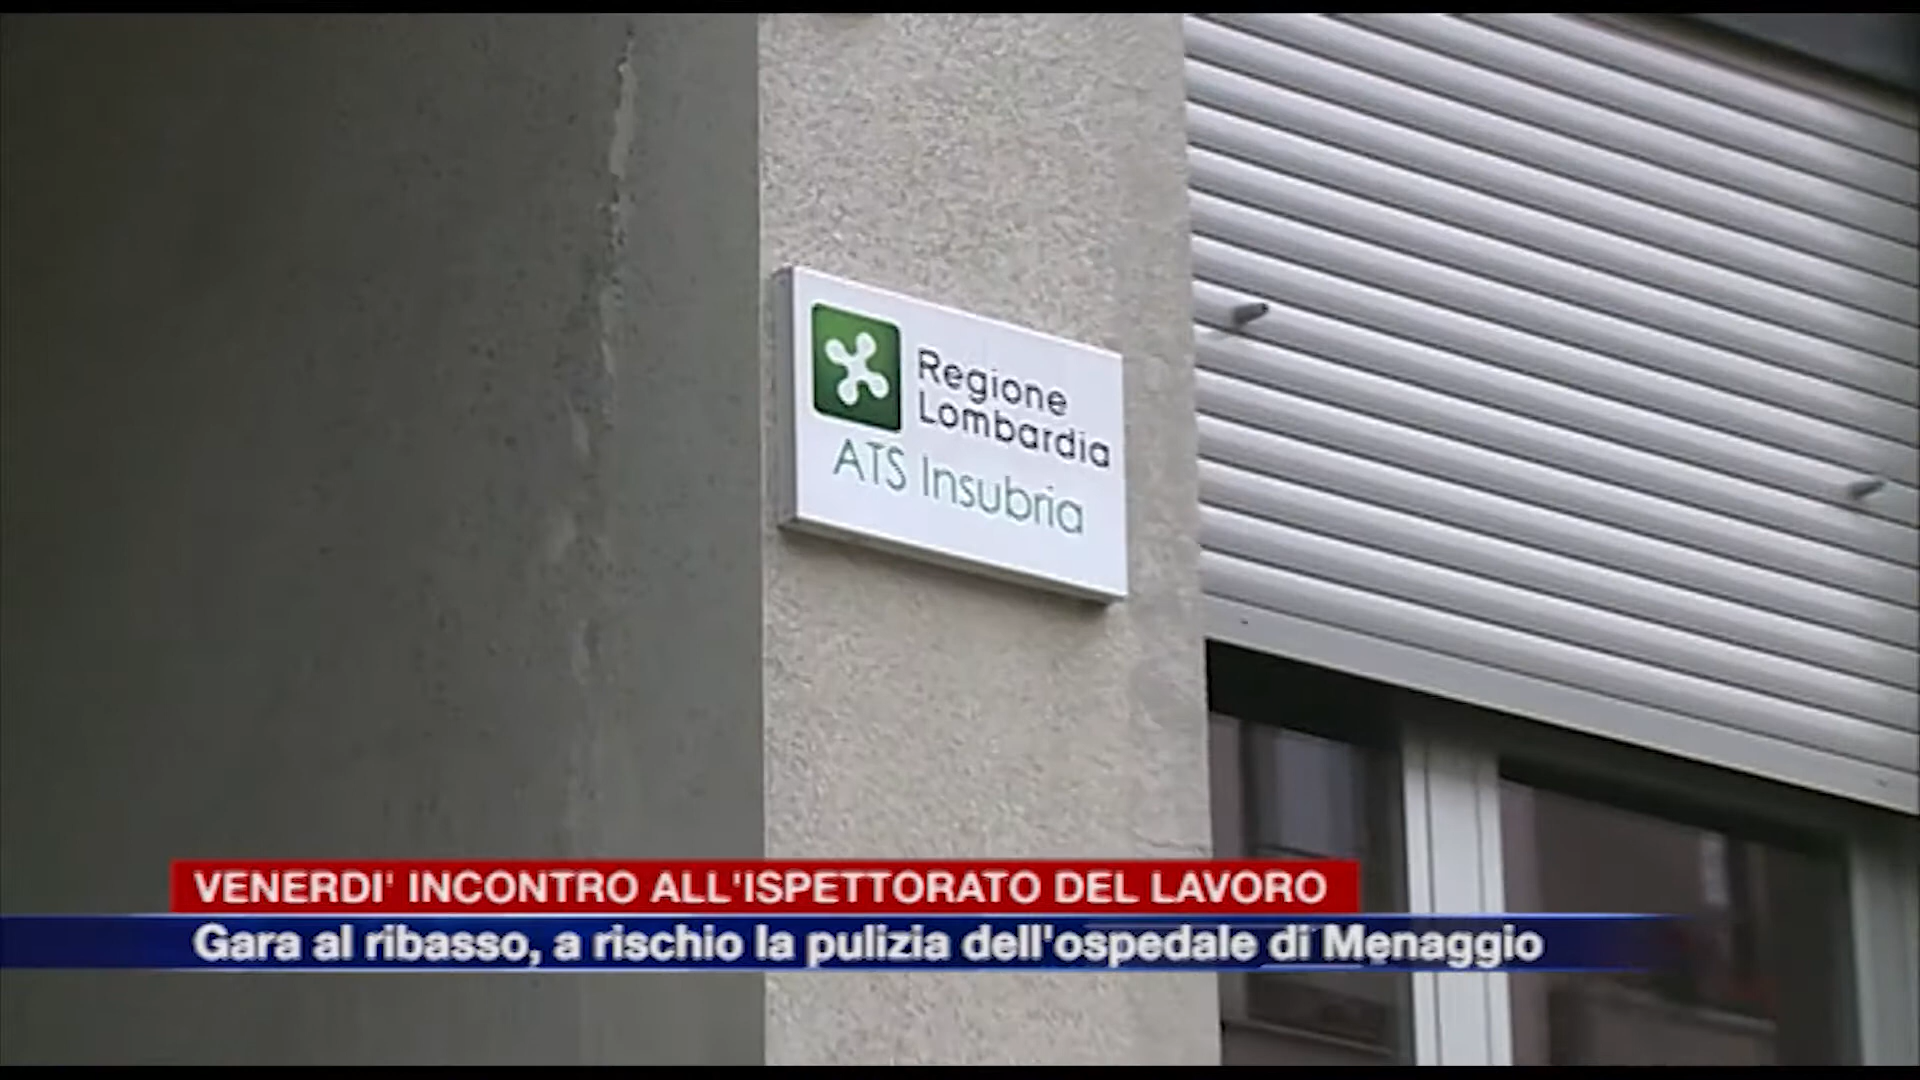 Regione
Lombardia
ATS Insubria
VENERDI' INCONTRO ALL'ISPETTORATO DEL LAVORO
Gara al ribasso, a rischio la pulizia dell'ospedale di Menaggio